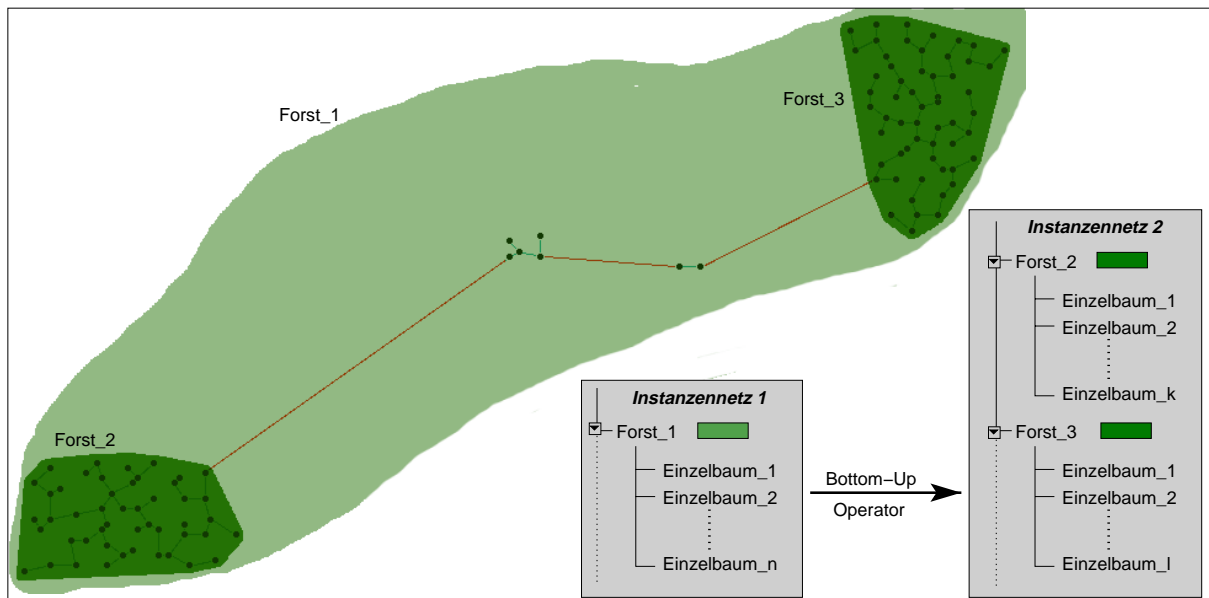 Forst_1
Forst_3
Forst_2
Instanzennetz 1
Forst_1
Einzelbaum_1
Einzelbaum_2
Einzelbaum_n
Bottom−Up
Operator
Instanzennetz 2
Forst_2
Einzelbaum_1
Einzelbaum_2
Einzelbaum_k
Forst_3
Einzelbaum_1
Einzelbaum_2
Einzelbaum_l